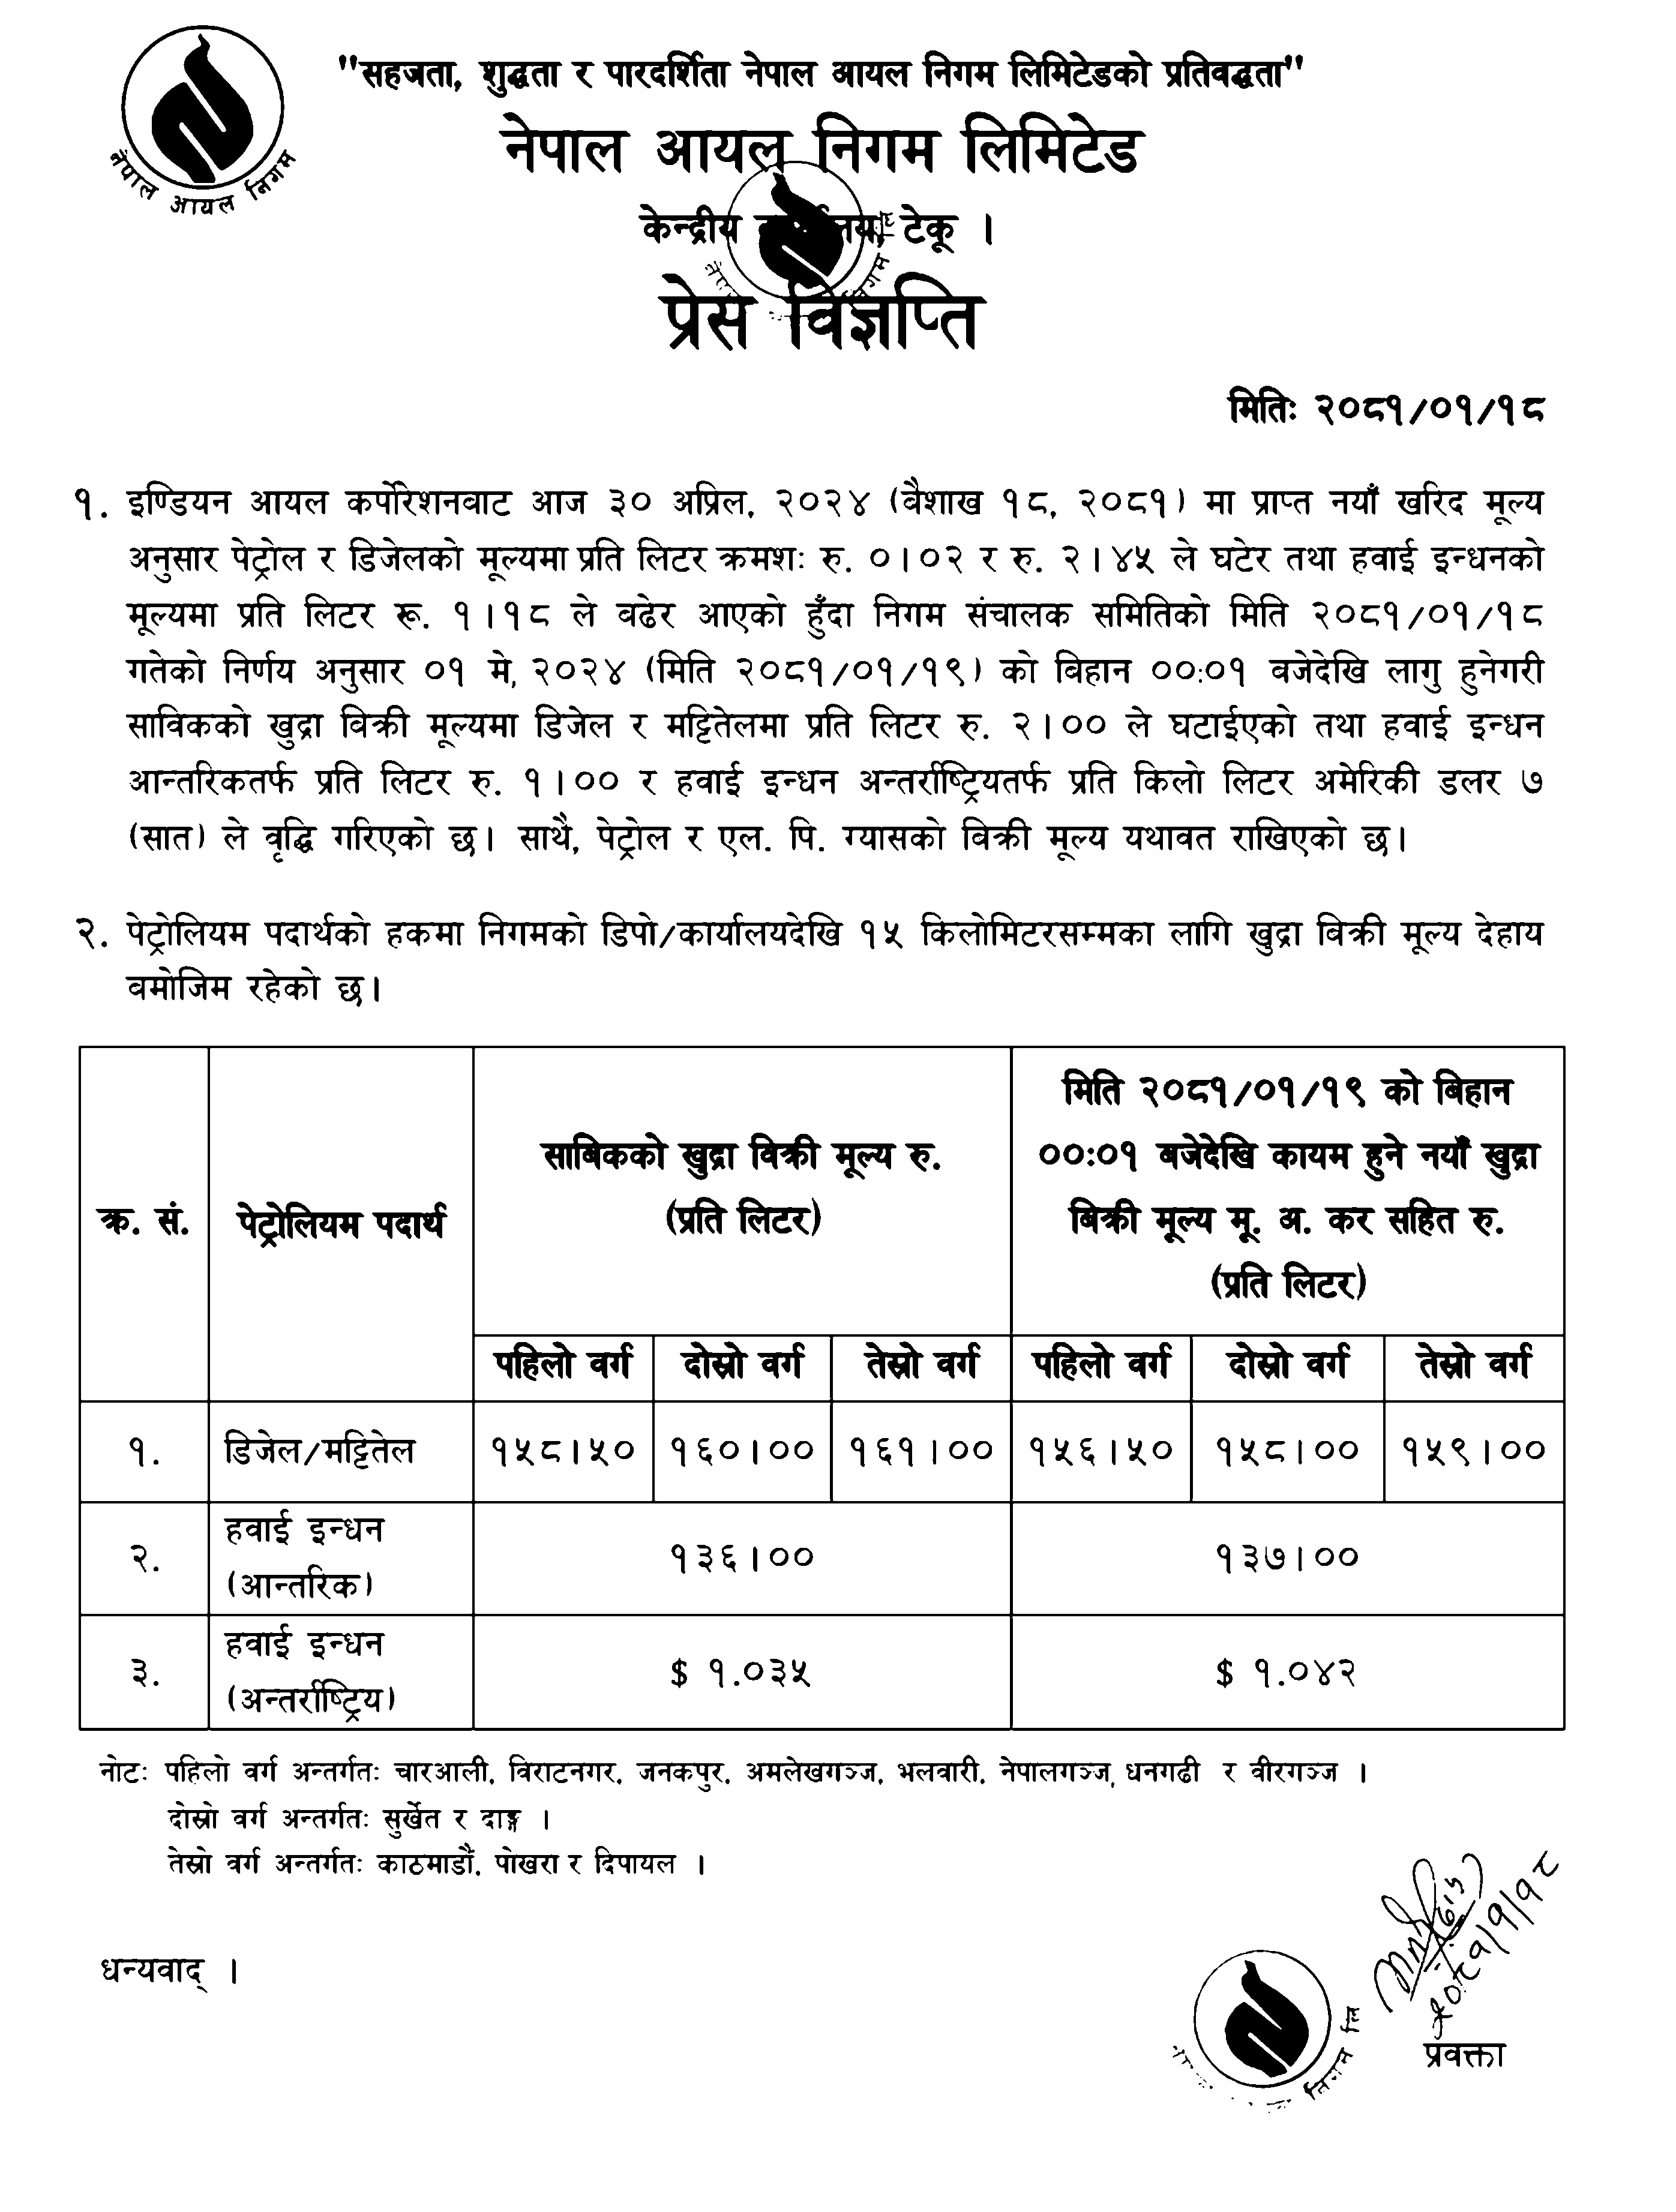 नेपाल आयल निगम
"सहजता, शुद्धता र पारदर्शिता नेपाल आयल निगम लिमिटेडको प्रतिवद्धता"
नेपाल आयल निगम लिमिटेड
केन्द्रीय कार्यालय, टेकू ।
प्रेस विज्ञप्ति
मितिः २०८१/०१/१८
१. इण्डियन आयल कर्पोरेशनबाट आज ३० अप्रिल, २०२४ (बैशाख १८, २०८१) मा प्राप्त नयाँ खरिद मूल्य
अनुसार पेट्रोल र डिजेलको मूल्यमा प्रति लिटर क्रमशः रु. ०।०२ र रु. २।४५ ले घटेर तथा हवाई इन्धनको
मूल्यमा प्रति लिटर रू. १।१८ ले बढेर आएको हुँदा निगम संचालक समितिको मिति २०८१/०१/१८
गतेको निर्णय अनुसार ०१ मे, २०२४ (मिति २०८१/०१/१९) को बिहान ००:०१ बजेदेखि लागु हुनेगरी
साविकको खुद्रा बिक्री मूल्यमा डिजेल र मट्टितेलमा प्रति लिटर रु. २।०० ले घटाईएको तथा हवाई इन्धन
आन्तरिकतर्फ प्रति लिटर रु. १।०० र हवाई इन्धन अन्तर्राष्ट्रियतर्फ प्रति किलो लिटर अमेरिकी डलर ७
(सात) ले वृद्धि गरिएको छ। साथै, पेट्रोल र एल. पि. ग्यासको बिक्री मूल्य यथावत राखिएको छ।
२. पेट्रोलियम पदार्थको हकमा निगमको डिपो/कार्यालयदेखि १५ किलोमिटरसम्मका लागि खुद्रा बिक्री मूल्य देहाय
बमोजिम रहेको छ।
क्र. सं. पेट्रोलियम पदार्थ साबिकको खुद्रा विक्री मूल्य रु. (प्रति लिटर) मिति २०८१/०१/१९ को बिहान ००:०१ बजेदेखि कायम हुने नयाँ खुद्रा बिक्री मूल्य मू. अ. कर सहित रु. (प्रति लिटर)
पहिलो वर्ग दोस्रो वर्ग तेस्रो वर्ग पहिलो वर्ग दोस्रो वर्ग तेस्रो वर्ग
१. डिजेल/मट्टितेल १५८।५० १६०।०० १६१।०० १५६।५० १५८।०० १५९।००
२. हवाई इन्धन (आन्तरिक) १३६।०० १३७।००
३. हवाई इन्धन (अन्तर्राष्ट्रिय) $ १.०३५ $ १.०४२
नोटः पहिलो वर्ग अन्तर्गतः चारआली, विराटनगर, जनकपुर, अमलेखगञ्ज, भलवारी, नेपालगञ्ज, धनगढी र वीरगञ्ज ।
दोस्रो वर्ग अन्तर्गतः सुर्खेत र दाङ्ग ।
तेस्रो वर्ग अन्तर्गतः काठमाडौं, पोखरा र दिपायल ।
धन्यवाद् ।
२०८१/१/१८
प्रवक्ता